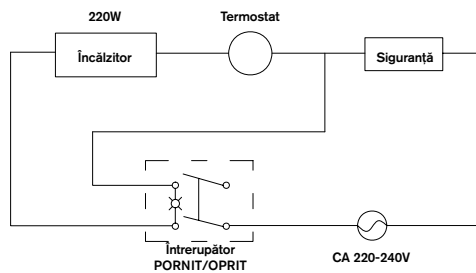 220W
Termostat
Încălzitor
Siguranță
Întrerupător
PORNIT/OPRIT
CA 220-240V